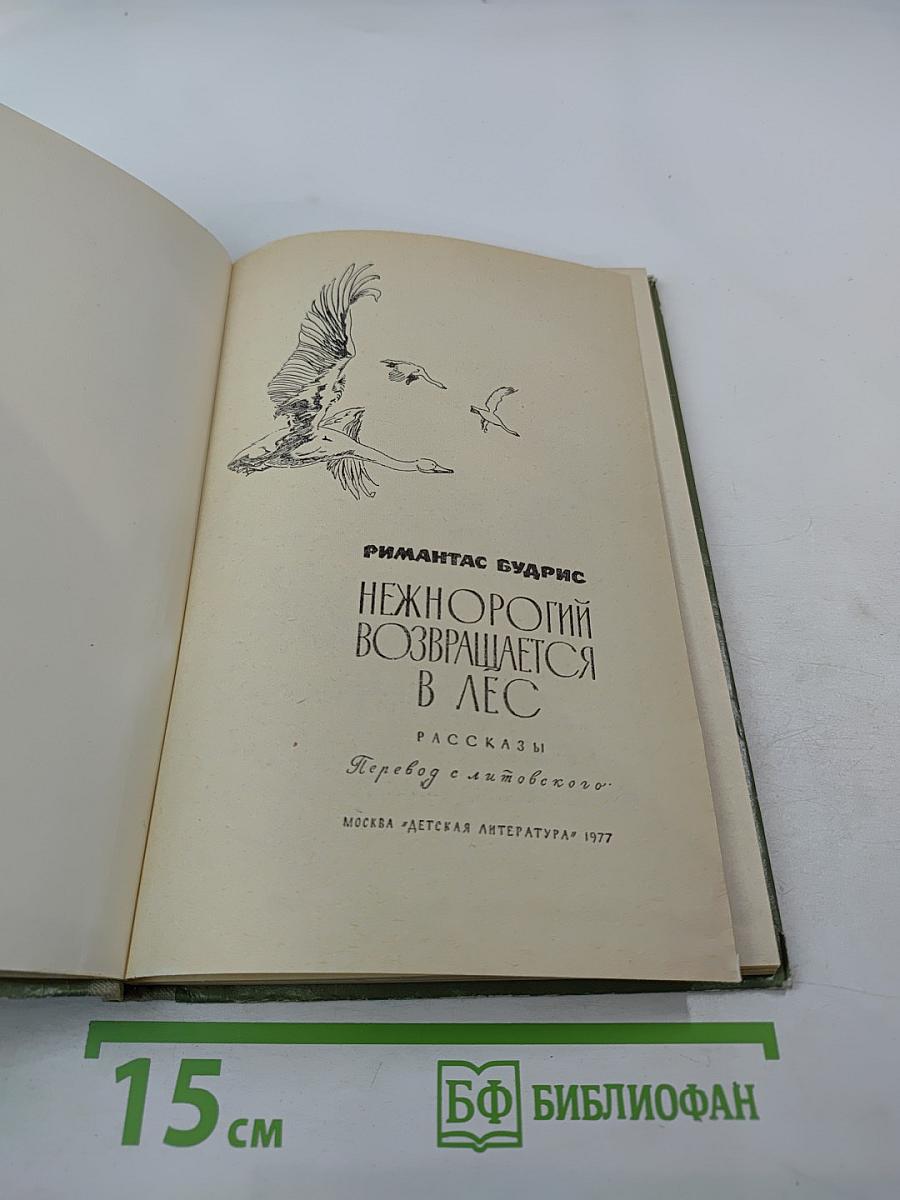 РИМАНТАС БУДРИС
НЕЖНОРОГИЙ
ВОЗВРАЩАЕТСЯ
В ЛЕС
РАССКАЗЫ
Перевод с литовского
МОСКВА «ДЕТСКАЯ ЛИТЕРАТУРА» 1977
15 см
БФ БИБЛИОФАН